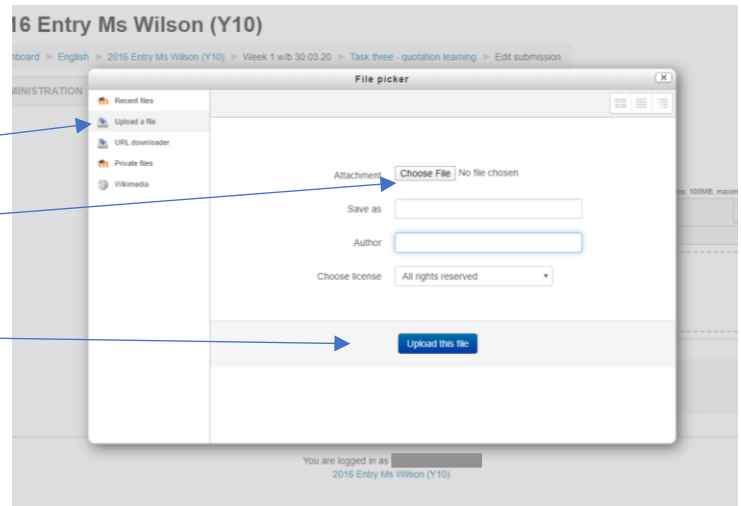 16 Entry Ms Wilson (Y10)
hboard ► English ► 2016 Entry Ms Wilson (Y10) ► Week 1 w/b 30.03.20 ► Task three - quotation learning ► Edit submission
File picker
MINISTRATION
Recent files
Upload a file
URL downloader
Private files
Wikimedia
Attachment Choose File No file chosen
es: 100MB, maxim
Save as
Author
Choose license All rights reserved
Upload this file
You are logged in as
2016 Entry Ms Wilson (Y10)